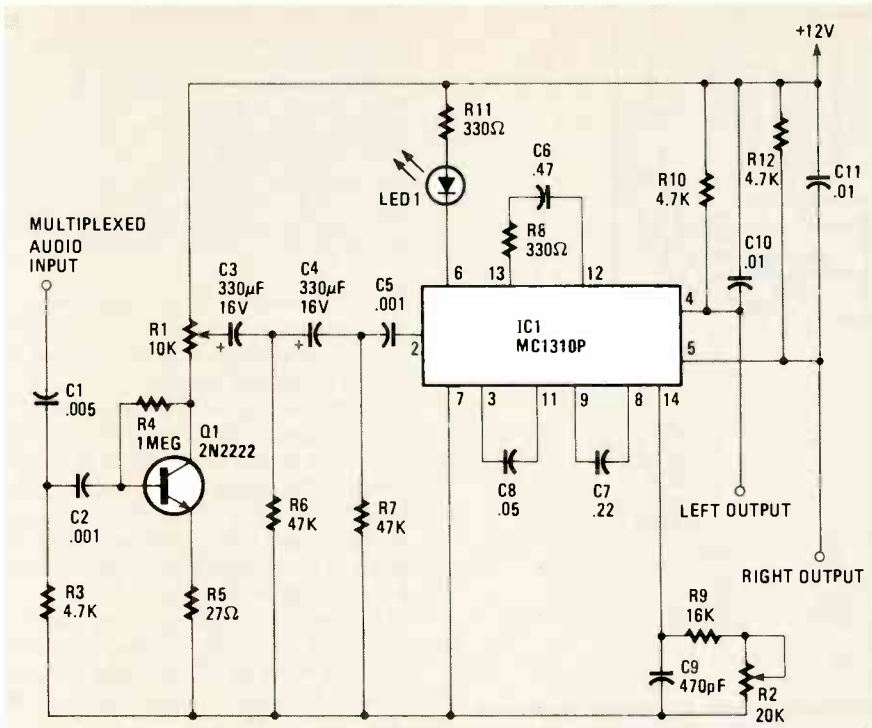 +12V
R11
330Ω
LED1
C6
.47
R8
330Ω
R10
4.7K
R12
4.7K
C11
.01
C10
.01
MULTIPLEXED
AUDIO
INPUT
C3
330µF
16V
C4
330µF
16V
C5
.001
+
+
R1
10K
13
12
6
2
IC1
MC1310P
4
5
7
3
11
9
8
14
C1
.005
R4
1MEG
Q1
2N2222
C2
.001
C8
.05
C7
.22
R6
47K
R7
47K
LEFT OUTPUT
RIGHT OUTPUT
R3
4.7K
R5
27Ω
R9
16K
C9
470pF
R2
20K